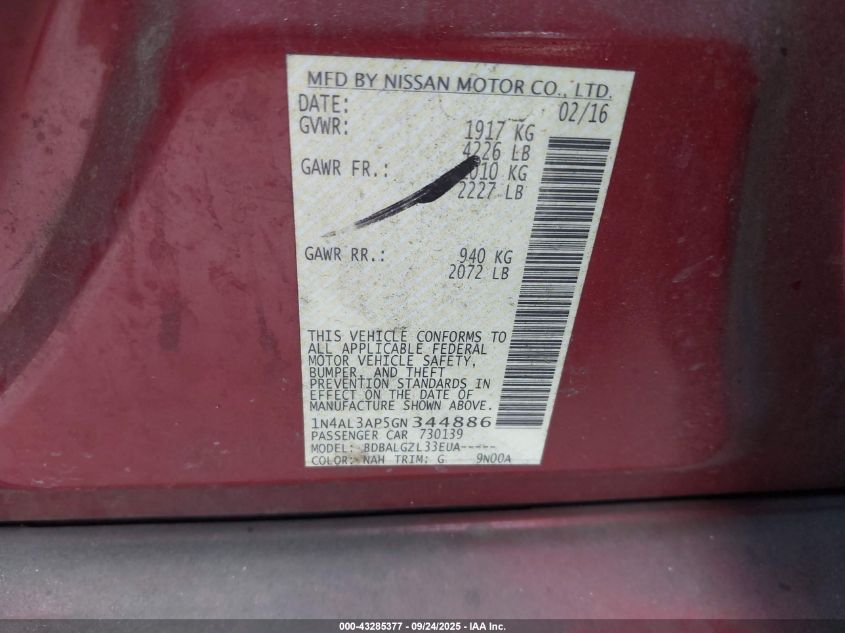 MFD BY NISSAN MOTOR CO., LTD.
DATE: 02/16
GVWR: 1917 KG
4226 LB
GAWR FR.: 1010 KG
2227 LB
GAWR RR.: 940 KG
2072 LB
THIS VEHICLE CONFORMS TO
ALL APPLICABLE FEDERAL
MOTOR VEHICLE SAFETY,
BUMPER, AND THEFT
PREVENTION STANDARDS IN
EFFECT ON THE DATE OF
MANUFACTURE SHOWN ABOVE.
1N4AL3AP5GN344886
PASSENGER CAR 730139
MODEL: BDBALGZL33EUA-----
COLOR: NAH TRIM: G 9N00A
000-43285377 - 09/24/2025 - IAA Inc.